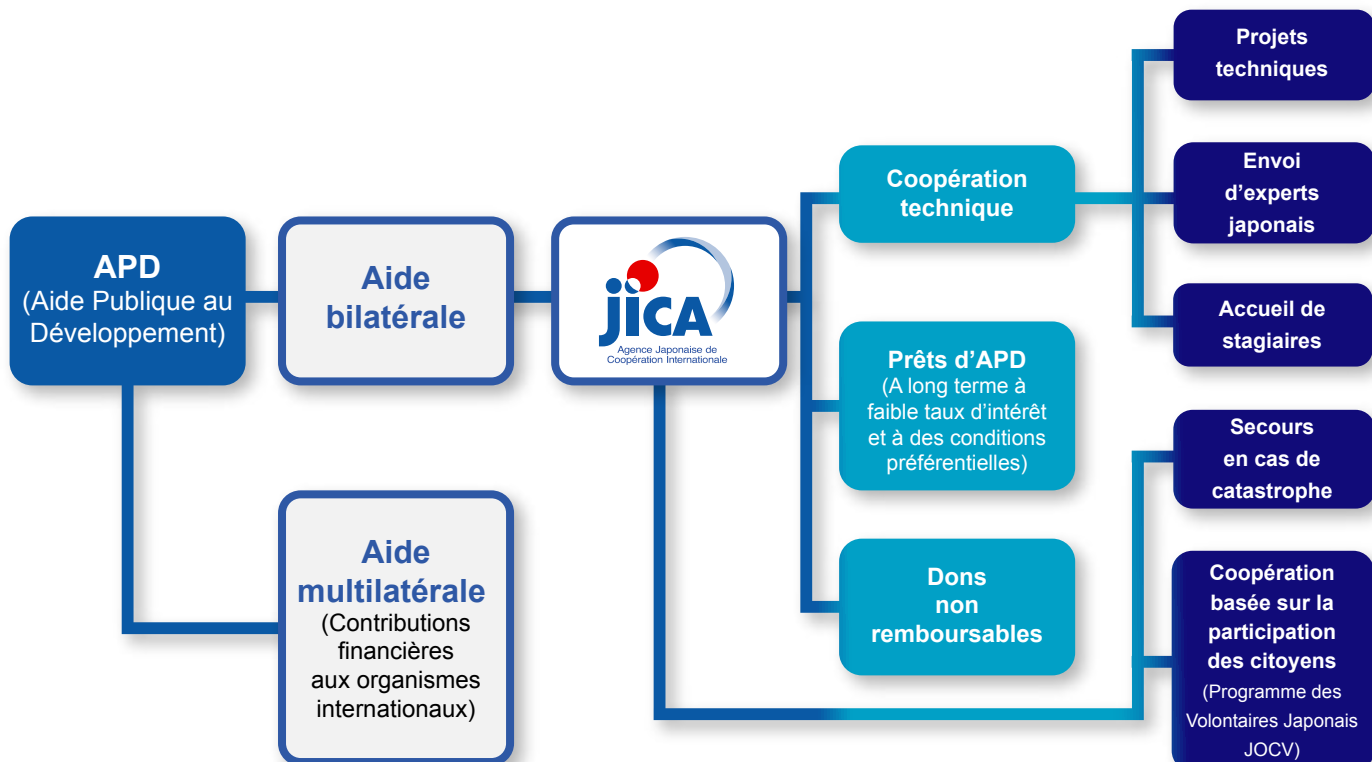 APD
(Aide Publique au
Développement)
Aide
bilatérale
Aide
multilatérale
(Contributions
financières
aux organismes
internationaux)
jica
Agence Japonaise de
Coopération Internationale
Coopération
technique
Prêts d’APD
(A long terme à
faible taux d’intérêt
et à des conditions
préférentielles)
Dons
non
remboursables
Projets
techniques
Envoi
d’experts
japonais
Accueil de
stagiaires
Secours
en cas de
catastrophe
Coopération
basée sur la
participation
des citoyens
(Programme des
Volontaires Japonais
JOCV)